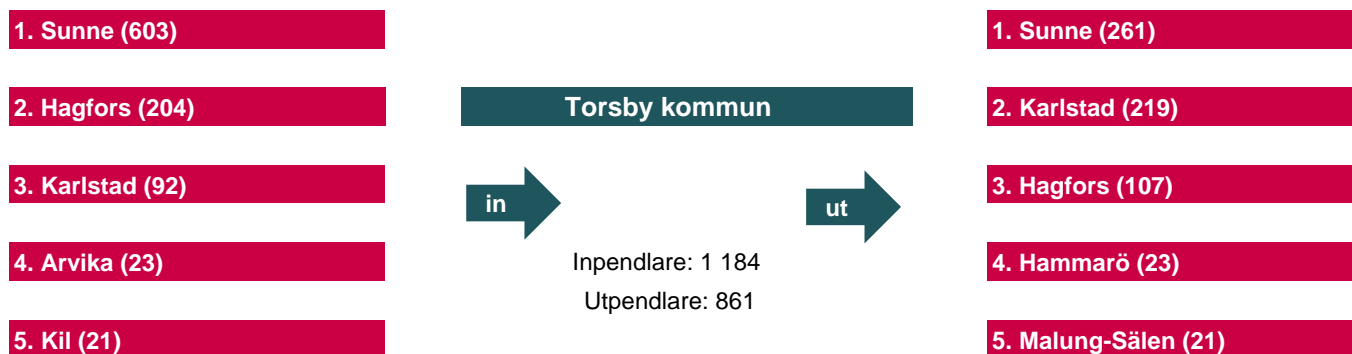 1. Sunne (603)
2. Hagfors (204)
3. Karlstad (92)
4. Arvika (23)
5. Kil (21)
Torsby kommun
in
ut
Inpendlare: 1 184
Utpendlare: 861
1. Sunne (261)
2. Karlstad (219)
3. Hagfors (107)
4. Hammarö (23)
5. Malung-Sälen (21)